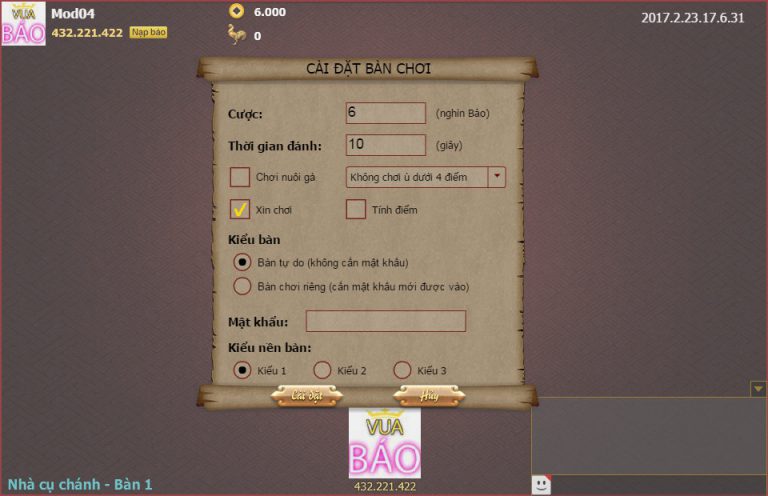 VUA
BÁO
Mod04
432.221.422 Nạp bảo
6.000
0
2017.2.23.17.6.31
CÀI ĐẶT BÀN CHƠI
Cược: 6 (nghìn Bảo)
Thời gian đánh: 10 (giây)
Chơi nuôi gà Không chơi ù dưới 4 điểm
Xin chơi Tính điểm
Kiểu bàn
Bàn tự do (không cần mật khẩu)
Bàn chơi riêng (cần mật khẩu mới được vào)
Mật khẩu:
Kiểu nền bàn:
Kiểu 1 Kiểu 2 Kiểu 3
Cài đặt Hủy
VUA
BÁO
432.221.422
Nhà cụ chánh - Bàn 1